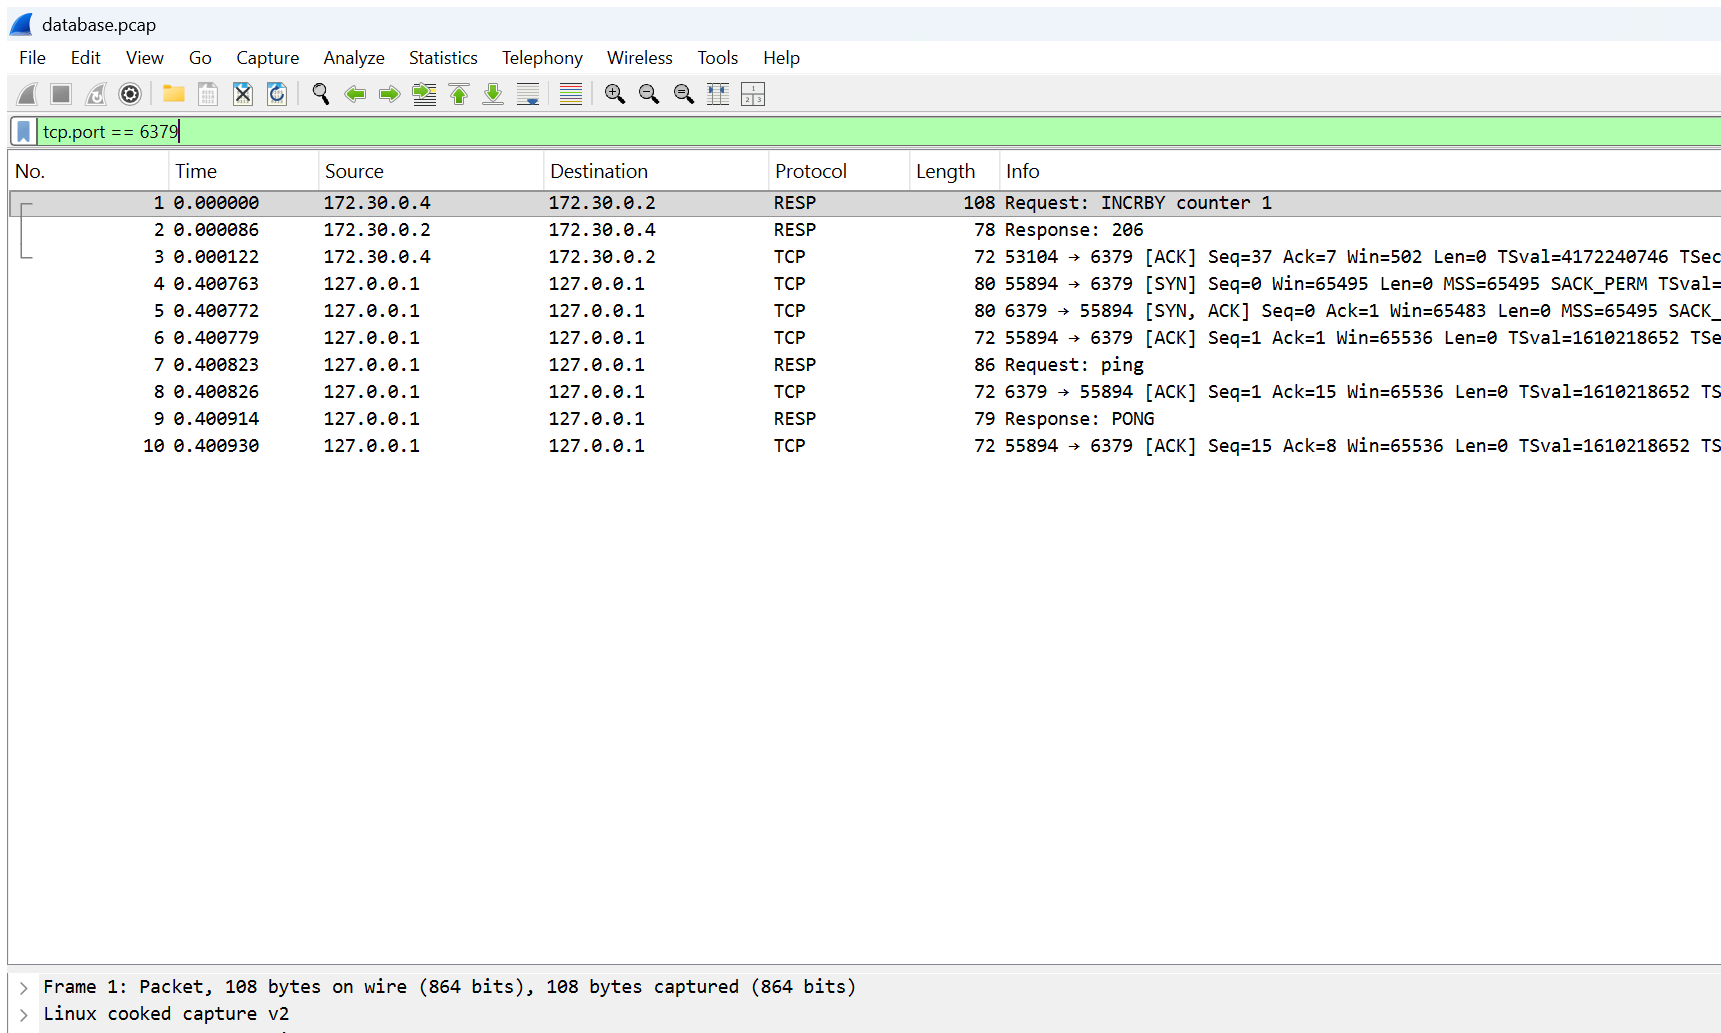 database.pcap
File Edit View Go Capture Analyze Statistics Telephony Wireless Tools Help
tcp.port == 6379
No. Time Source Destination Protocol Length Info
1 0.000000 172.30.0.4 172.30.0.2 RESP 108 Request: INCRBY counter 1
2 0.000086 172.30.0.2 172.30.0.4 RESP 78 Response: 206
3 0.000122 172.30.0.4 172.30.0.2 TCP 72 53104 → 6379 [ACK] Seq=37 Ack=7 Win=502 Len=0 TSval=4172240746 TSec
4 0.400763 127.0.0.1 127.0.0.1 TCP 80 55894 → 6379 [SYN] Seq=0 Win=65495 Len=0 MSS=65495 SACK_PERM TSval=
5 0.400772 127.0.0.1 127.0.0.1 TCP 80 6379 → 55894 [SYN, ACK] Seq=0 Ack=1 Win=65483 Len=0 MSS=65495 SACK_
6 0.400779 127.0.0.1 127.0.0.1 TCP 72 55894 → 6379 [ACK] Seq=1 Ack=1 Win=65536 Len=0 TSval=1610218652 TSe
7 0.400823 127.0.0.1 127.0.0.1 RESP 86 Request: ping
8 0.400826 127.0.0.1 127.0.0.1 TCP 72 6379 → 55894 [ACK] Seq=1 Ack=15 Win=65536 Len=0 TSval=1610218652 TS
9 0.400914 127.0.0.1 127.0.0.1 RESP 79 Response: PONG
10 0.400930 127.0.0.1 127.0.0.1 TCP 72 55894 → 6379 [ACK] Seq=15 Ack=8 Win=65536 Len=0 TSval=1610218652 TS
Frame 1: Packet, 108 bytes on wire (864 bits), 108 bytes captured (864 bits)
Linux cooked capture v2